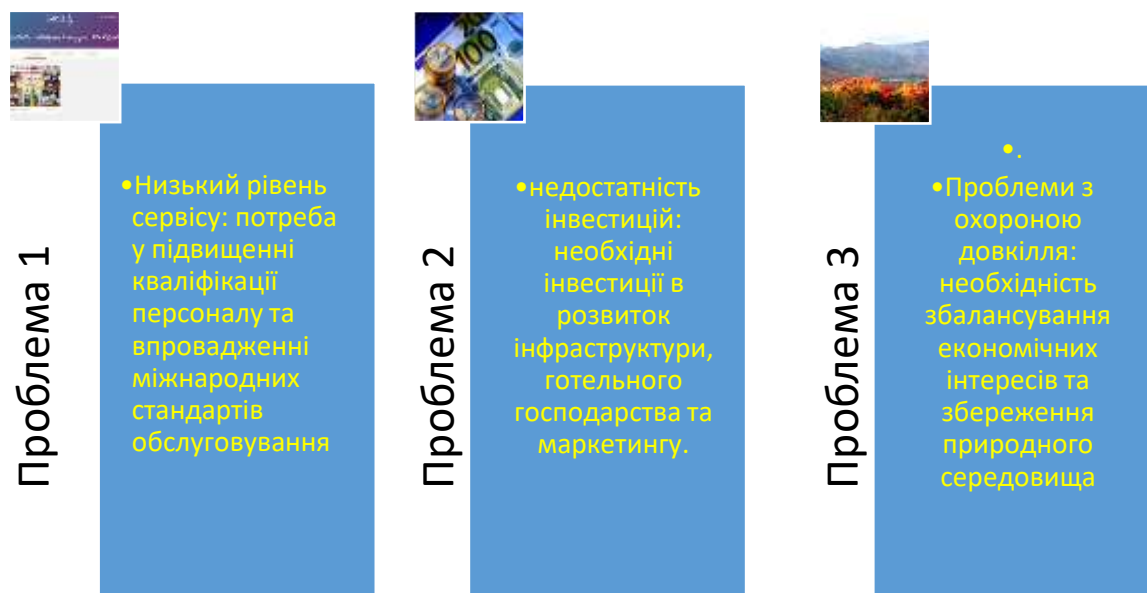 Проблема 1
•Низький рівень
сервісу: потреба
у підвищенні
кваліфікації
персоналу та
впровадженні
міжнародних
стандартів
обслуговування
Проблема 2
•недостатність
інвестицій:
необхідні
інвестиції в
розвиток
інфраструктури,
готельного
господарства та
маркетингу.
Проблема 3
•.
•Проблеми з
охороною
довкілля:
необхідність
збалансування
економічних
інтересів та
збереження
природного
середовища
100